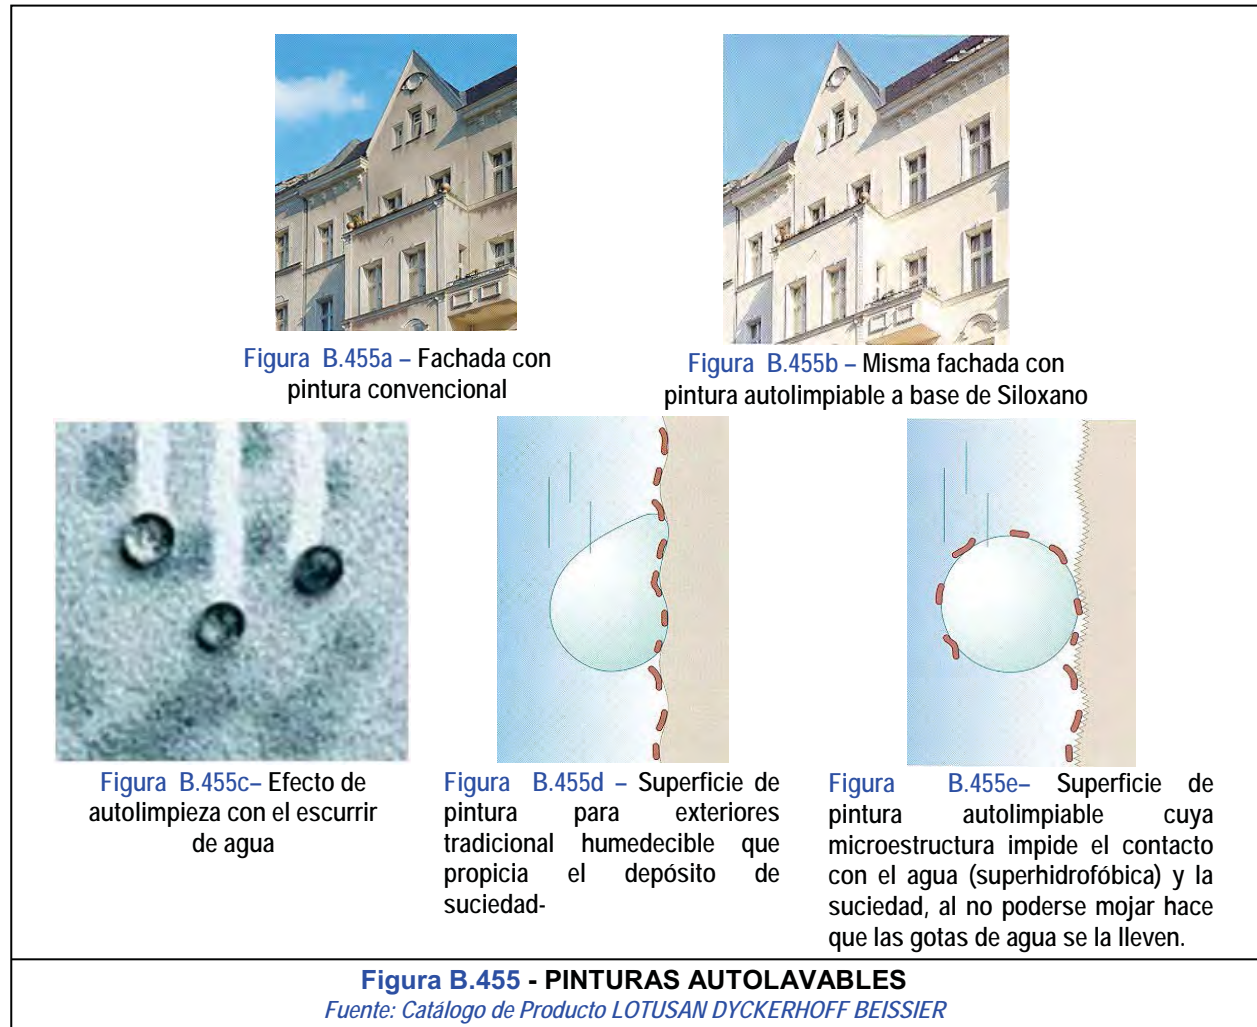 Figura B.455a – Fachada con
pintura convencional
Figura B.455b – Misma fachada con
pintura autolimpiable a base de Siloxano
Figura B.455c– Efecto de
autolimpieza con el escurrir
de agua
Figura B.455d – Superficie de
pintura para exteriores
tradicional humedecible que
propicia el depósito de
suciedad-
Figura B.455e– Superficie de
pintura autolimpiable cuya
microestructura impide el contacto
con el agua (superhidrofóbica) y la
suciedad, al no poderse mojar hace
que las gotas de agua se la lleven.
Figura B.455 - PINTURAS AUTOLAVABLES
Fuente: Catálogo de Producto LOTUSAN DYCKERHOFF BEISSIER